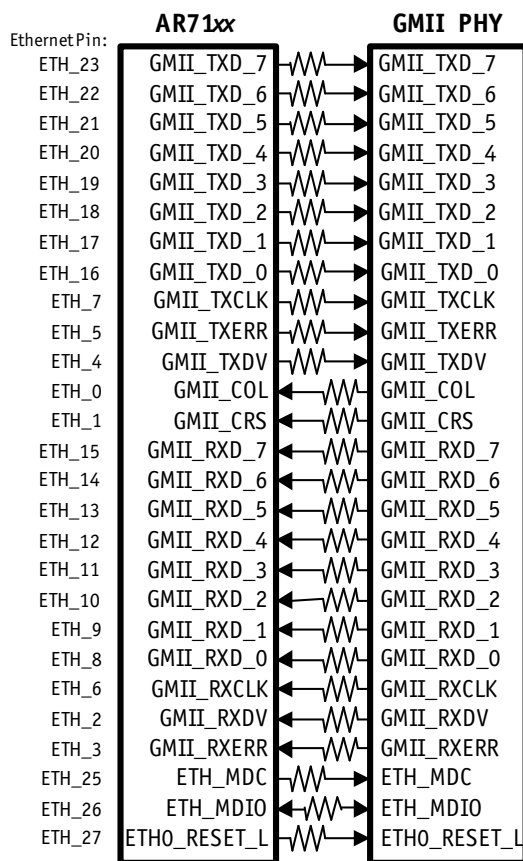 AR71xx GMII PHY
Ethernet Pin:
ETH_23 GMII_TXD_7 GMII_TXD_7
ETH_22 GMII_TXD_6 GMII_TXD_6
ETH_21 GMII_TXD_5 GMII_TXD_5
ETH_20 GMII_TXD_4 GMII_TXD_4
ETH_19 GMII_TXD_3 GMII_TXD_3
ETH_18 GMII_TXD_2 GMII_TXD_2
ETH_17 GMII_TXD_1 GMII_TXD_1
ETH_16 GMII_TXD_0 GMII_TXD_0
ETH_7 GMII_TXCLK GMII_TXCLK
ETH_5 GMII_TXERR GMII_TXERR
ETH_4 GMII_TXDV GMII_TXDV
ETH_0 GMII_COL GMII_COL
ETH_1 GMII_CRS GMII_CRS
ETH_15 GMII_RXD_7 GMII_RXD_7
ETH_14 GMII_RXD_6 GMII_RXD_6
ETH_13 GMII_RXD_5 GMII_RXD_5
ETH_12 GMII_RXD_4 GMII_RXD_4
ETH_11 GMII_RXD_3 GMII_RXD_3
ETH_10 GMII_RXD_2 GMII_RXD_2
ETH_9 GMII_RXD_1 GMII_RXD_1
ETH_8 GMII_RXD_0 GMII_RXD_0
ETH_6 GMII_RXCLK GMII_RXCLK
ETH_2 GMII_RXDV GMII_RXDV
ETH_3 GMII_RXERR GMII_RXERR
ETH_25 ETH_MDC ETH_MDC
ETH_26 ETH_MDIO ETH_MDIO
ETH_27 ETH0_RESET_L ETH0_RESET_L